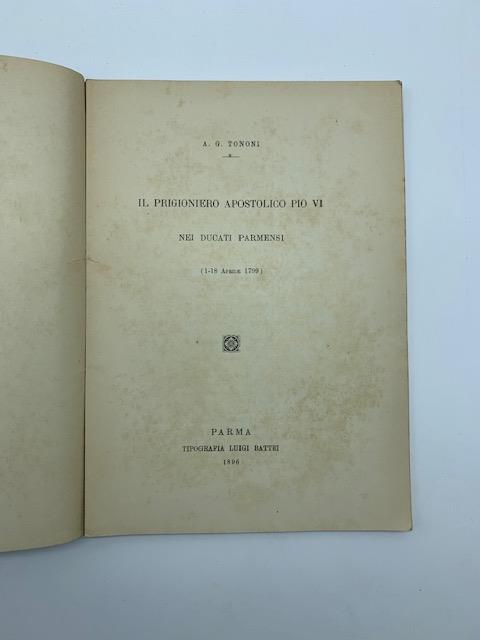 A. G. TONONI
IL PRIGIONIERO APOSTOLICO PIO VI
NEI DUCATI PARMENSI
(1-18 APRILE 1799)
PARMA
TIPOGRAFIA LUIGI BATTEI
1896